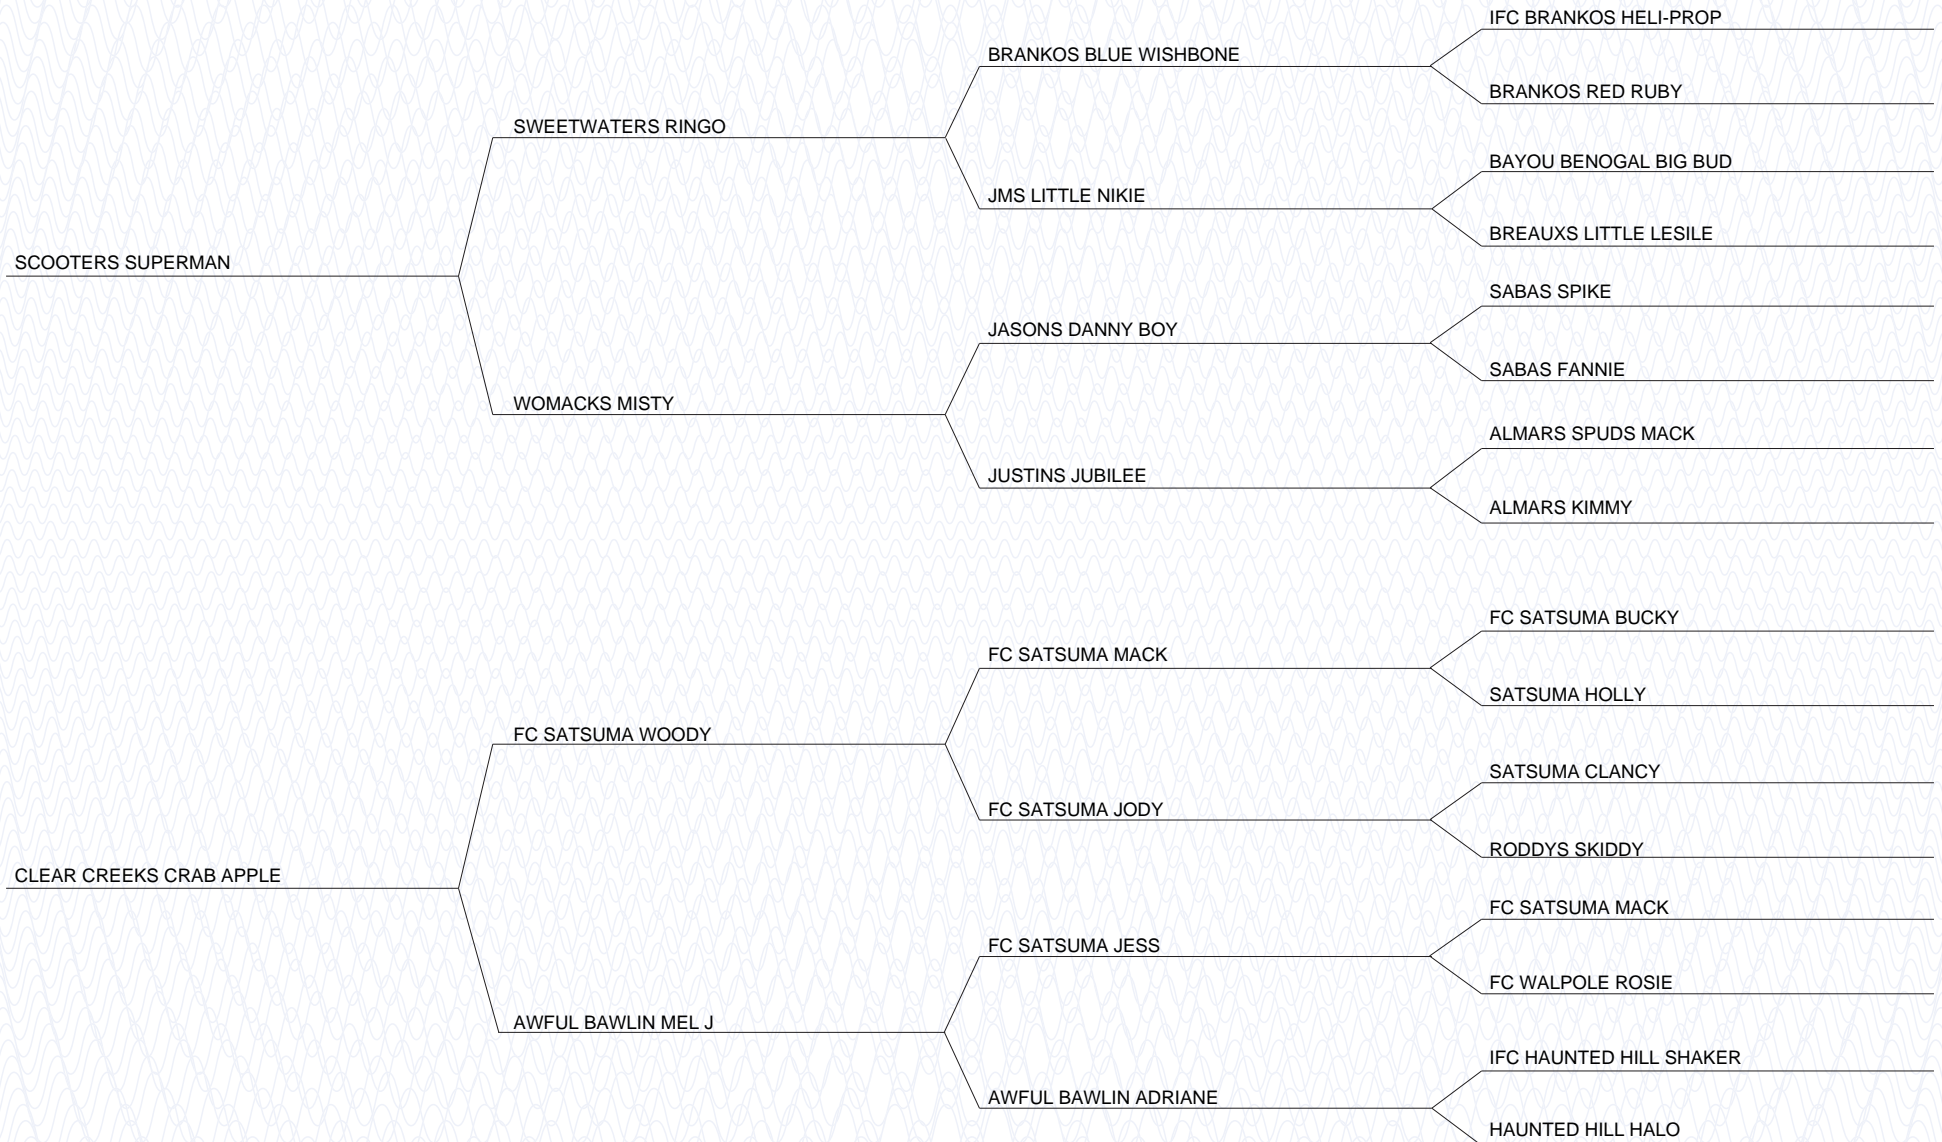 IFC BRANKOS HELI-PROP
BRANKOS BLUE WISHBONE
BRANKOS RED RUBY
SWEETWATERS RINGO
BAYOU BENOGAL BIG BUD
JMS LITTLE NIKIE
BREAUXS LITTLE LESILE
SCOOTERS SUPERMAN
SABAS SPIKE
JASONS DANNY BOY
SABAS FANNIE
WOMACKS MISTY
ALMARS SPUDS MACK
JUSTINS JUBILEE
ALMARS KIMMY
FC SATSUMA BUCKY
FC SATSUMA MACK
SATSUMA HOLLY
FC SATSUMA WOODY
SATSUMA CLANCY
FC SATSUMA JODY
RODDYS SKIDDY
CLEAR CREEKS CRAB APPLE
FC SATSUMA MACK
FC SATSUMA JESS
FC WALPOLE ROSIE
AWFUL BAWLIN MEL J
IFC HAUNTED HILL SHAKER
AWFUL BAWLIN ADRIANE
HAUNTED HILL HALO